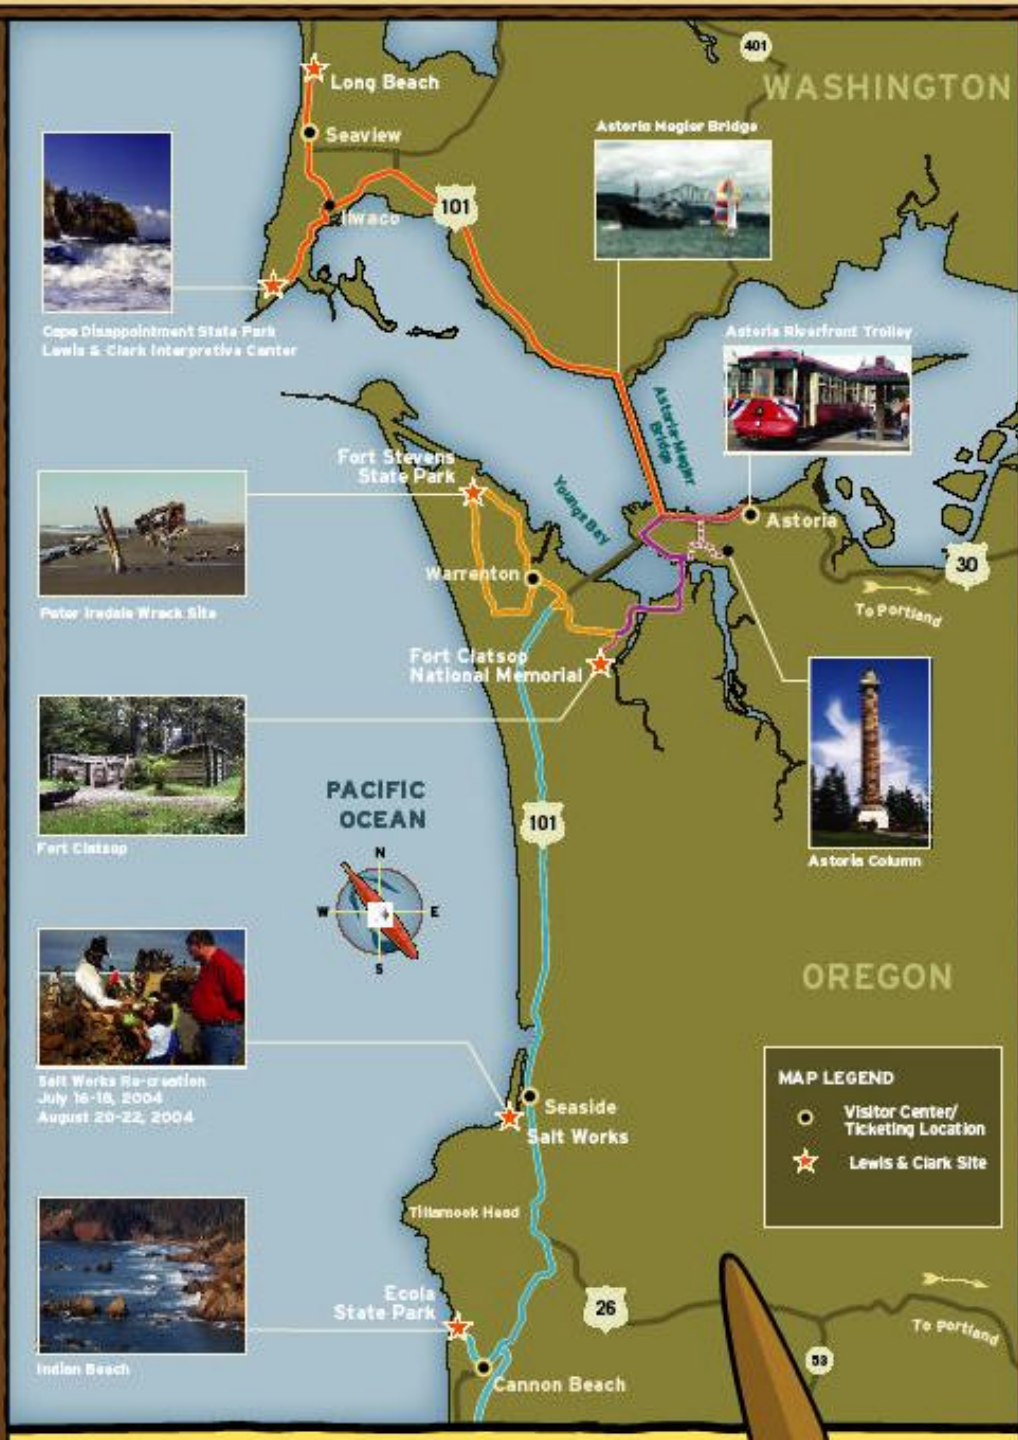 401
WASHINGTON
Long Beach
Seaview
Astoria Megler Bridge
101
Ilwaco
Cape Disappointment State Park
Lewis & Clark Interpretive Center
Astoria Riverfront Trolley
Astoria-Megler
Bridge
Fort Stevens
State Park
Youngs Bay
Astoria
30
To Portland
Warrenton
Peter Iredale Wreck Site
Fort Clatsop
National Memorial
PACIFIC
OCEAN
101
Fort Clatsop
Astoria Column
N
W
E
S
OREGON
Salt Works Re-creation
July 16-18, 2004
August 20-22, 2004
MAP LEGEND
Visitor Center/
Ticketing Location
Lewis & Clark Site
Seaside
Salt Works
Tillamook Head
Ecola
State Park
26
To Portland
53
Indian Beach
Cannon Beach